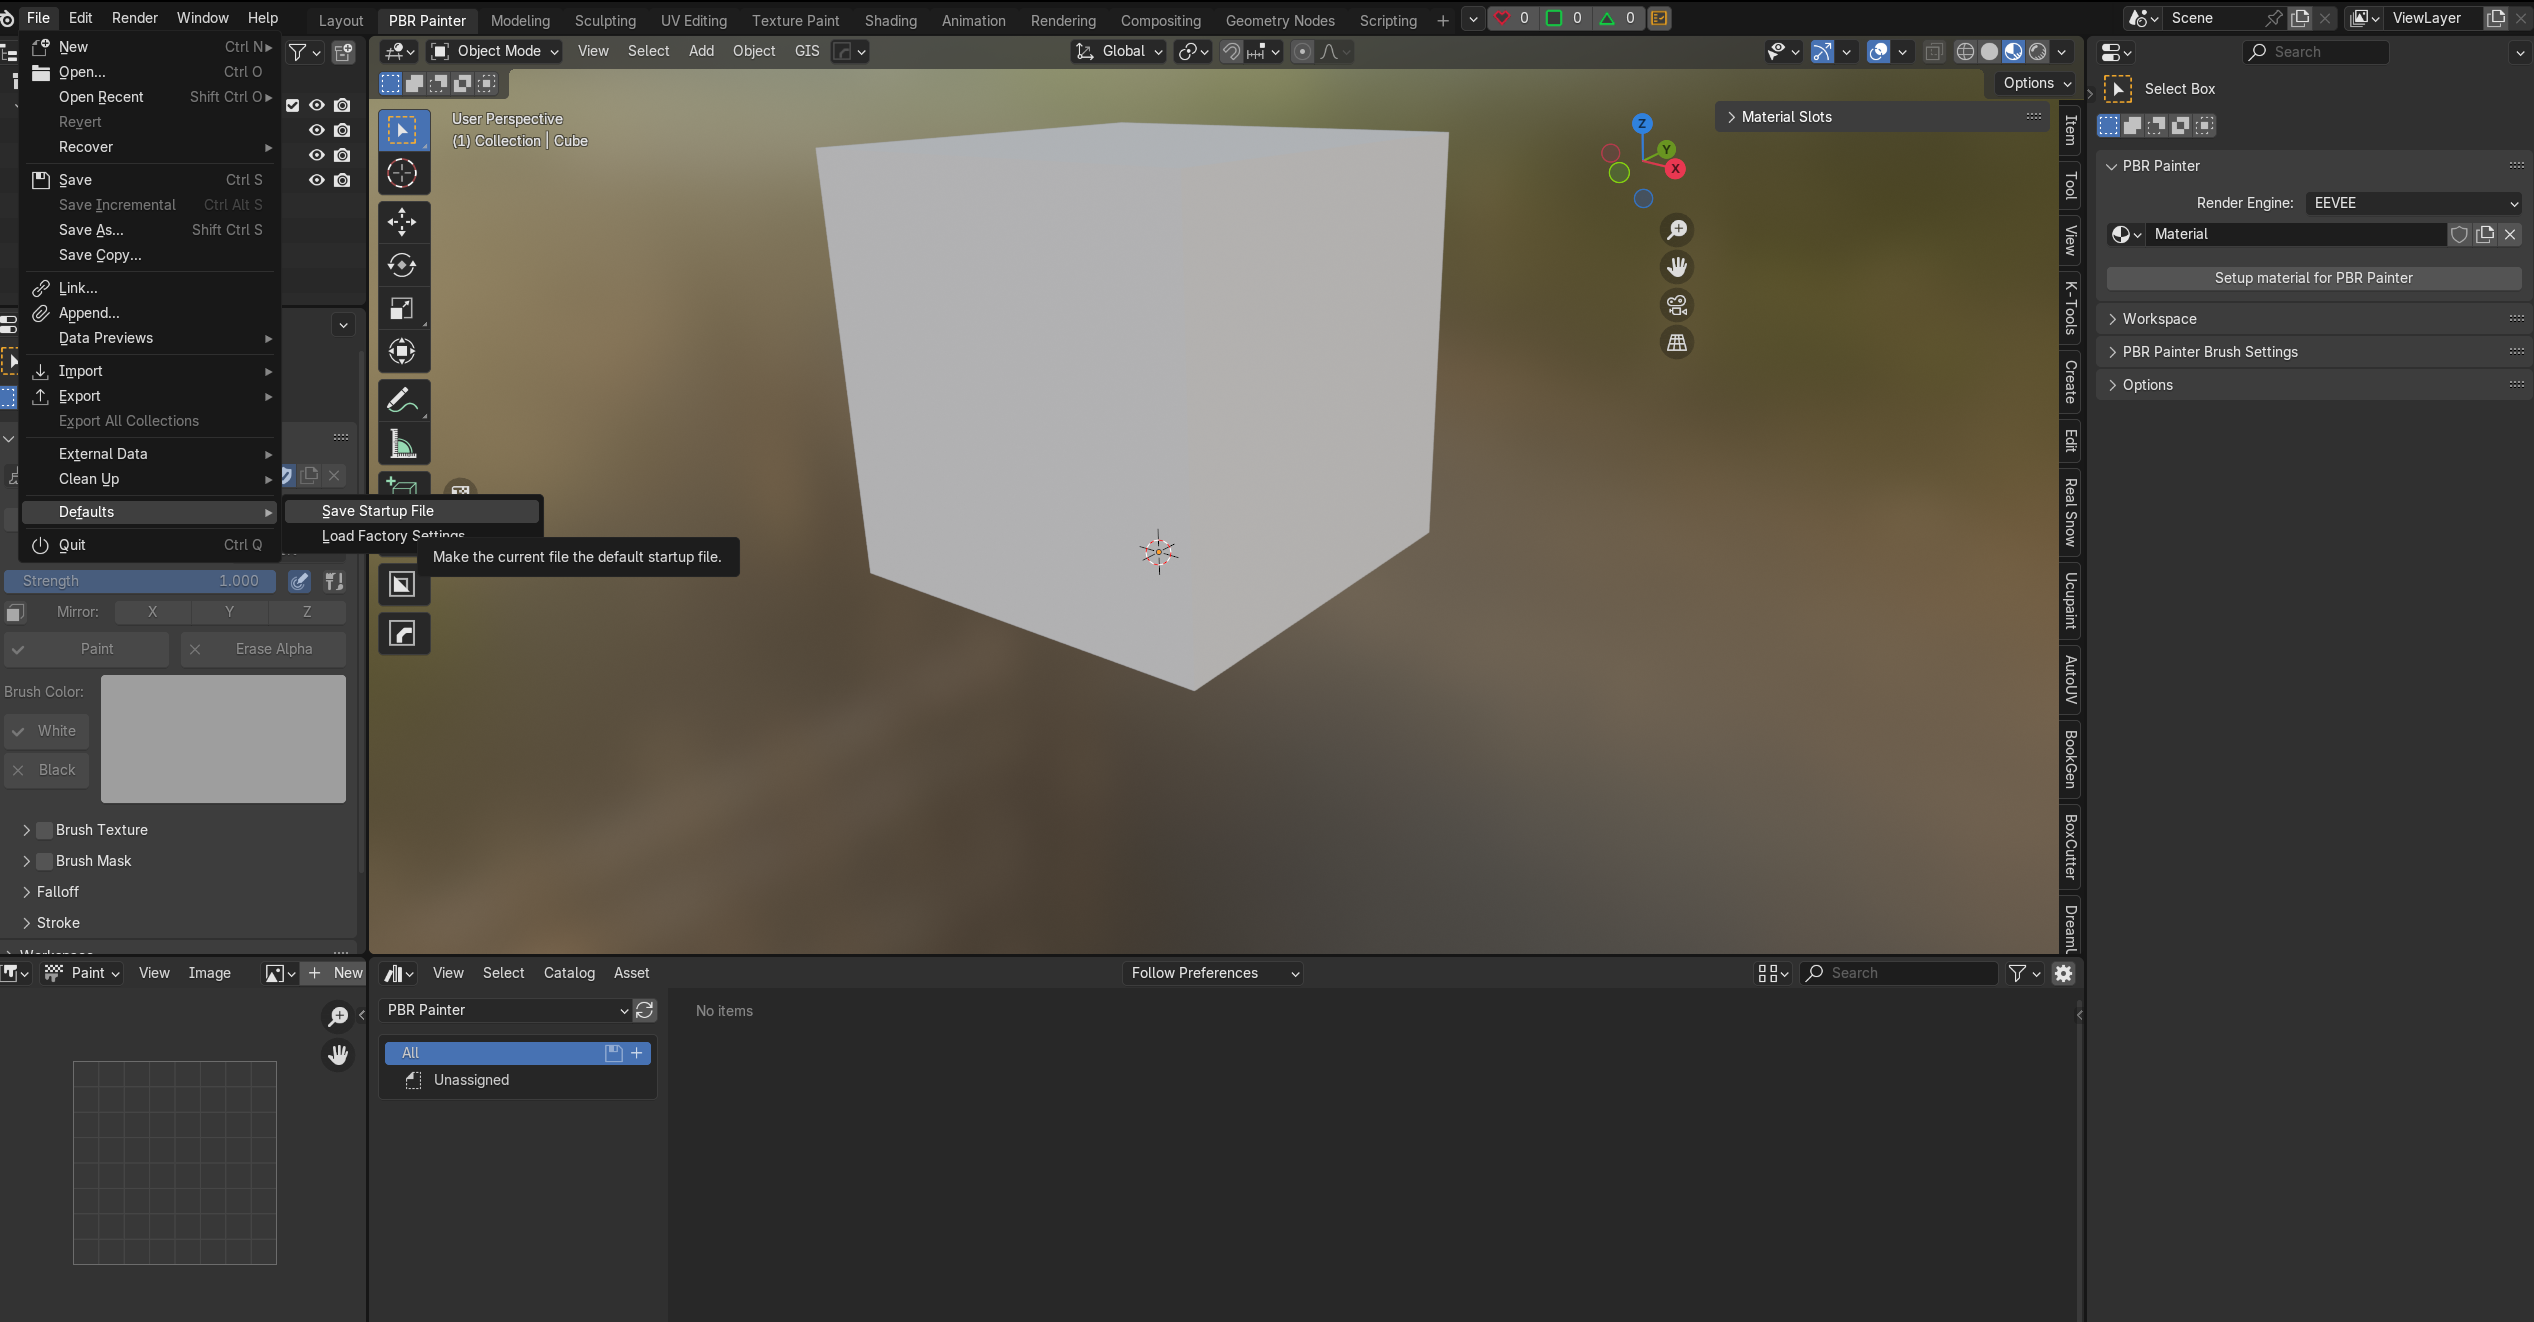 File Edit Render Window Help Layout PBR Painter Modeling Sculpting UV Editing Texture Paint Shading Animation Rendering Compositing Geometry Nodes Scripting 0 0 0 Scene ViewLayer
New Ctrl N
Open... Ctrl O
Open Recent Shift Ctrl O
Revert
Recover
Save Ctrl S
Save Incremental Ctrl Alt S
Save As... Shift Ctrl S
Save Copy...
Link...
Append...
Data Previews
Import
Export
Export All Collections
External Data
Clean Up
Defaults
Quit Ctrl Q
Save Startup File
Load Factory Settings
Make the current file the default startup file.
Object Mode View Select Add Object GIS Global
Options
User Perspective
(1) Collection | Cube
Material Slots
Z
Y
X
Item
Tool
View
K-Tools
Create
Edit
Real Snow
Ucupaint
AutoUV
BookGen
BoxCutter
Search
Select Box
PBR Painter
Render Engine: EEVEE
Material
Setup material for PBR Painter
Workspace
PBR Painter Brush Settings
Options
Strength 1.000
Mirror: X Y Z
Paint Erase Alpha
Brush Color:
White
Black
Brush Texture
Brush Mask
Falloff
Stroke
Paint View Image New
View Select Catalog Asset Follow Preferences Search
PBR Painter
All
Unassigned
No items